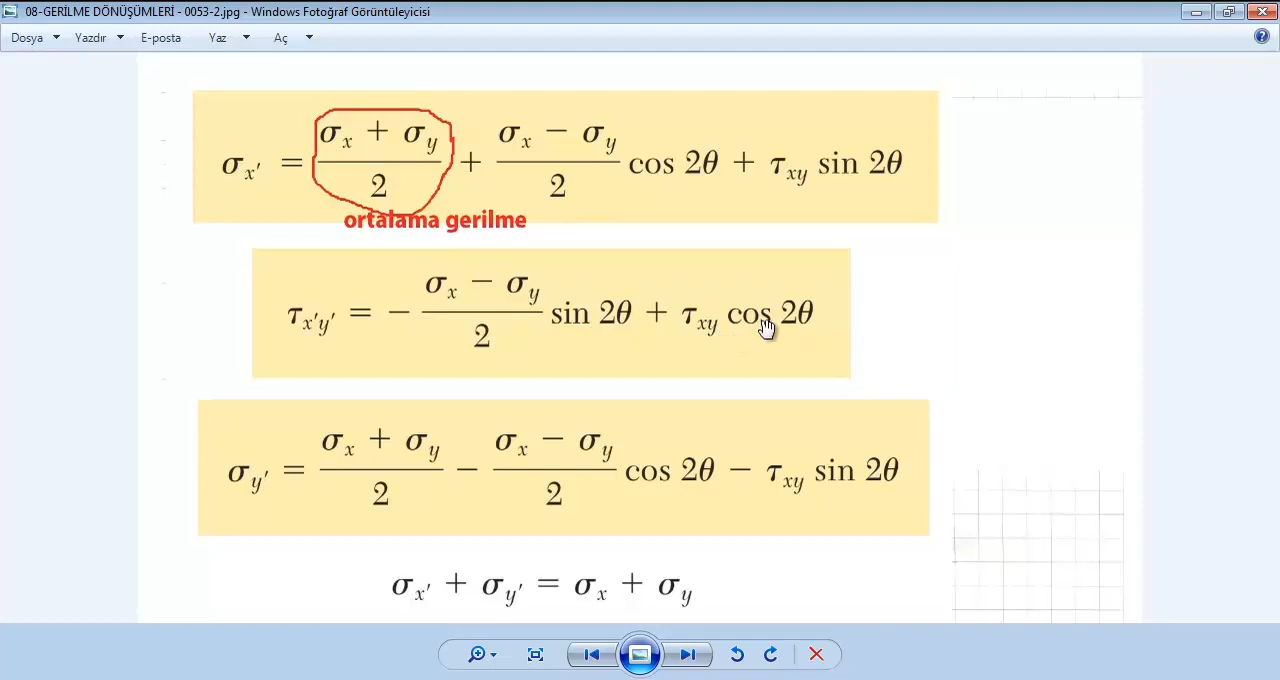 08-GERİLME DÖNÜŞÜMLERİ - 0053-2.jpg - Windows Fotoğraf Görüntüleyicisi
Dosya Yazdır E-posta Yaz Aç
σx' = (σx + σy)/2 + (σx − σy)/2 cos 2θ + τxy sin 2θ
ortalama gerilme
τx'y' = − (σx − σy)/2 sin 2θ + τxy cos 2θ
σy' = (σx + σy)/2 − (σx − σy)/2 cos 2θ − τxy sin 2θ
σx' + σy' = σx + σy